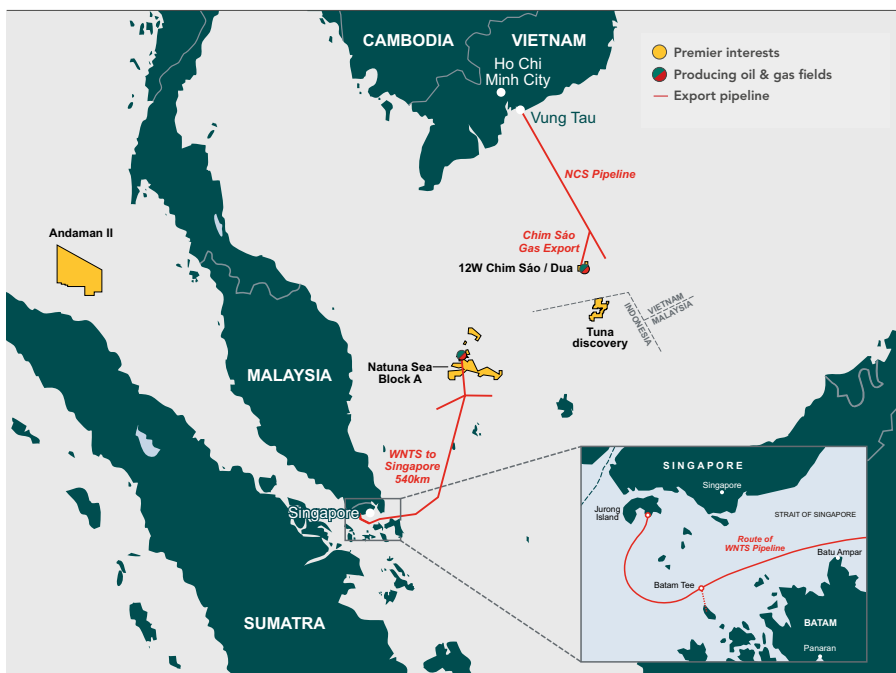 CAMBODIA
VIETNAM
Ho Chi
Minh City
Vung Tau
Premier interests
Producing oil & gas fields
Export pipeline
NCS Pipeline
Andaman II
Chim Sáo
Gas Export
12W Chim Sáo / Dua
VIETNAM
INDONESIA
MALAYSIA
Tuna
discovery
Natuna Sea
Block A
MALAYSIA
WNTS to
Singapore
540km
Singapore
SUMATRA
SINGAPORE
Singapore
Jurong
Island
STRAIT OF SINGAPORE
Route of
WNTS Pipeline
Batu Ampar
Batam Tee
BATAM
Panaran